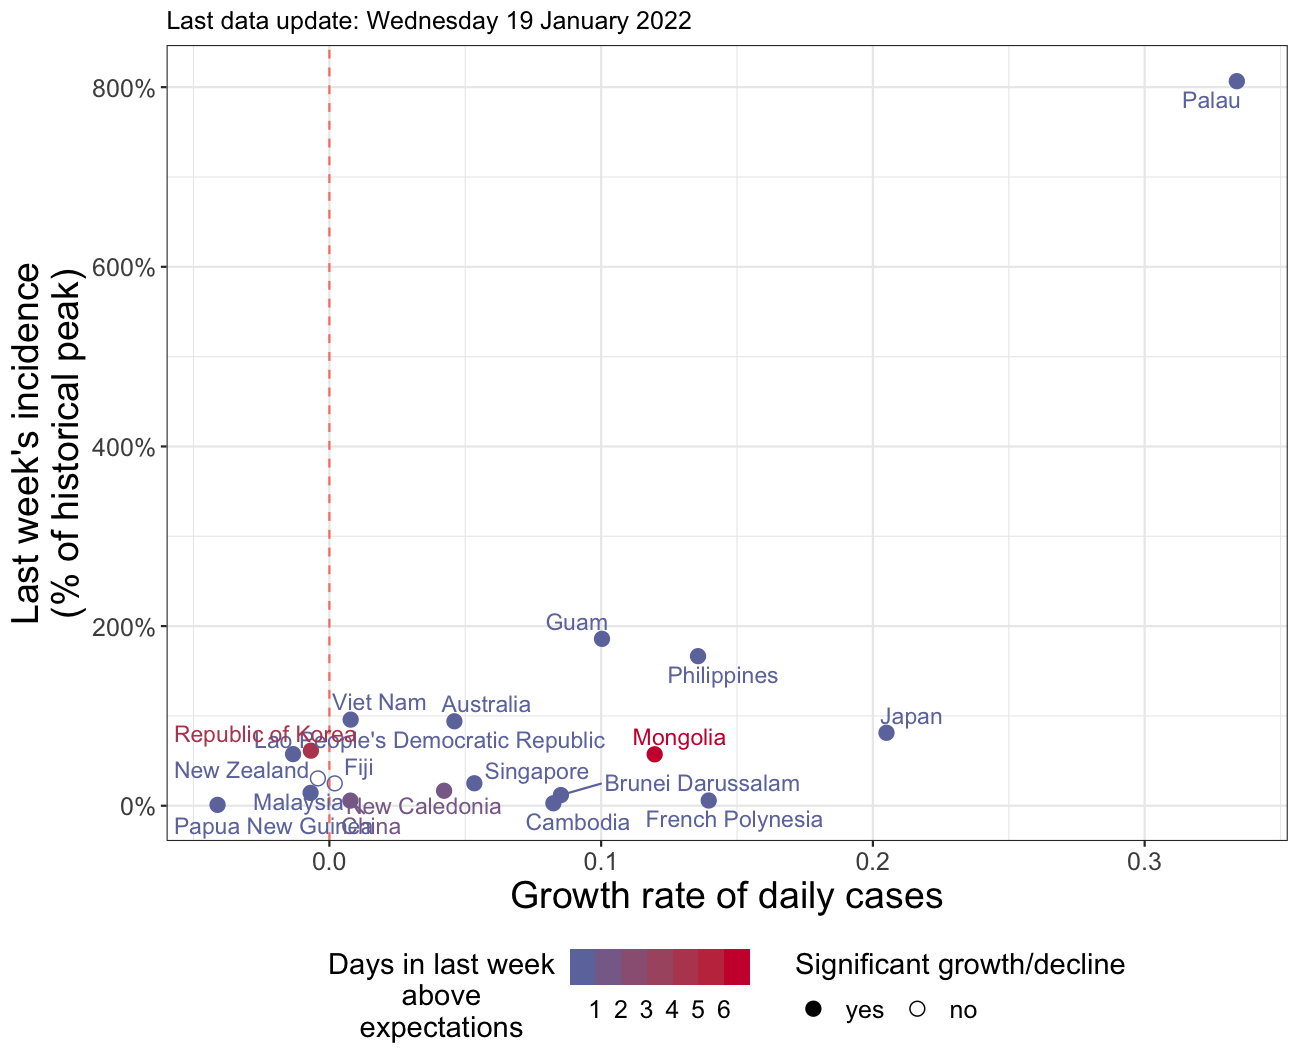 Last data update: Wednesday 19 January 2022
800%
600%
400%
200%
0%
Last week's incidence
(% of historical peak)
Palau
Guam
Philippines
Viet Nam
Australia
Japan
Republic of Korea
Lao People's Democratic Republic
Mongolia
New Zealand
Fiji
Singapore
Brunei Darussalam
Malaysia
New Caledonia
Papua New Guinea
China
Cambodia
French Polynesia
0.0 0.1 0.2 0.3
Growth rate of daily cases
Days in last week
above
expectations
1 2 3 4 5 6
Significant growth/decline
yes no